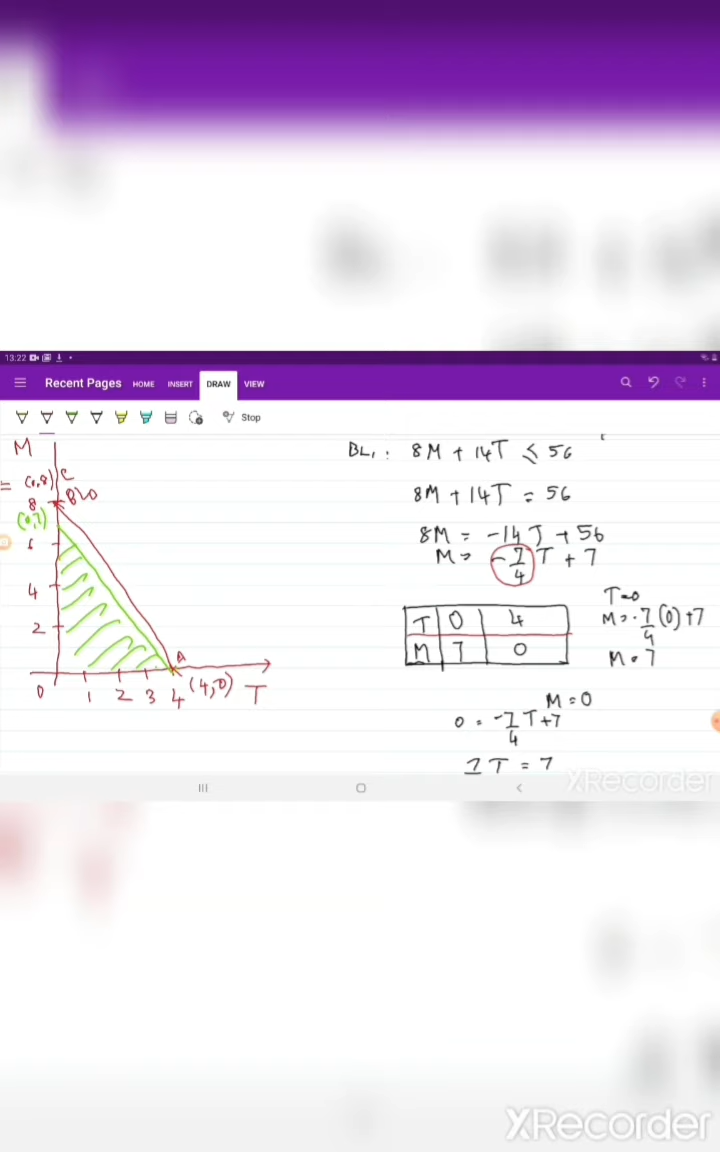 13:22
Recent Pages HOME INSERT DRAW VIEW
Stop
M
= (0,8) C
8 BL0
(0,7)
6
4
2
A
0 1 2 3 4 (4,0) T
BL₁: 8M + 14T ≤ 56
8M + 14T = 56
8M = -14T + 56
M = -7/4 T + 7
T 0 4
M 7 0
T=0
M = -7/4 (0) +7
M = 7
M = 0
0 = -7/4 T+7
7 T = 7
XRecorder
XRecorder